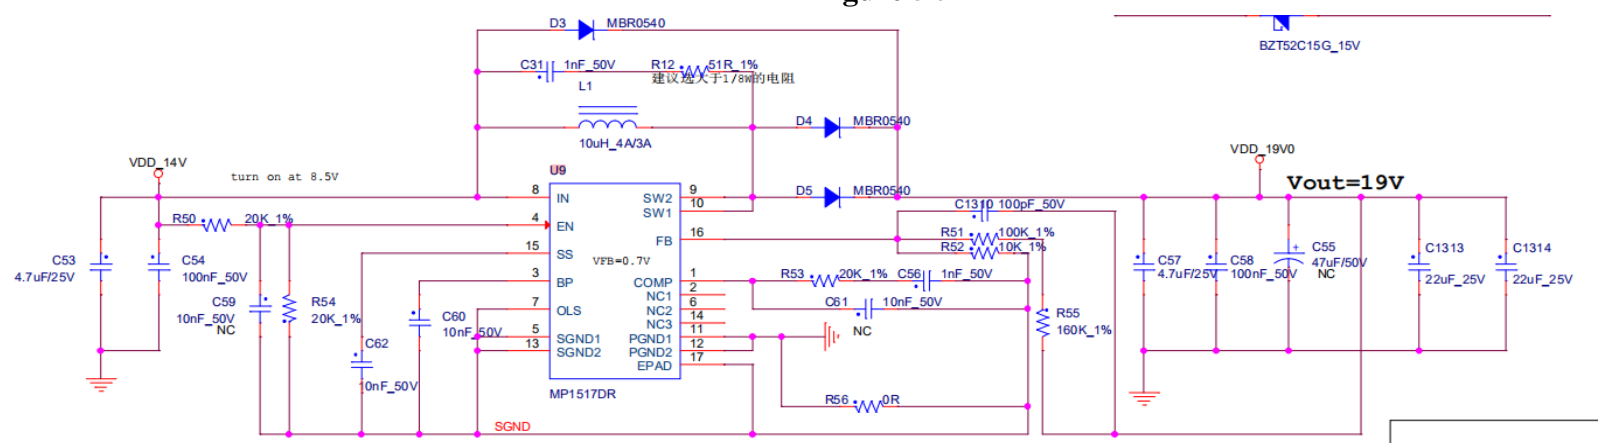 D3
MBR0540
BZT52C15G_15V
C31
1nF_50V
R12
51R_1%
建议选大于1/8W的电阻
L1
10uH_4A/3A
D4
MBR0540
VDD_14V
turn on at 8.5V
U9
8
IN
SW2
9
SW1
10
D5
MBR0540
VDD_19V0
Vout=19V
R50
20K_1%
4
EN
FB
16
C1310
100pF_50V
R51
100K_1%
R52
10K_1%
15
SS
VFB=0.7V
C53
4.7uF/25V
C54
100nF_50V
3
BP
COMP
1
R53
20K_1%
C56
1nF_50V
C57
4.7uF/25V
C58
100nF_50V
C55
47uF/50V
NC
C1313
22uF_25V
C1314
22uF_25V
NC1
2
C59
10nF_50V
NC
R54
20K_1%
7
OLS
NC2
6
C61
10nF_50V
NC
NC3
14
C60
10nF_50V
5
SGND1
PGND1
11
13
SGND2
PGND2
12
EPAD
17
R55
160K_1%
C62
10nF_50V
MP1517DR
R56
0R
SGND